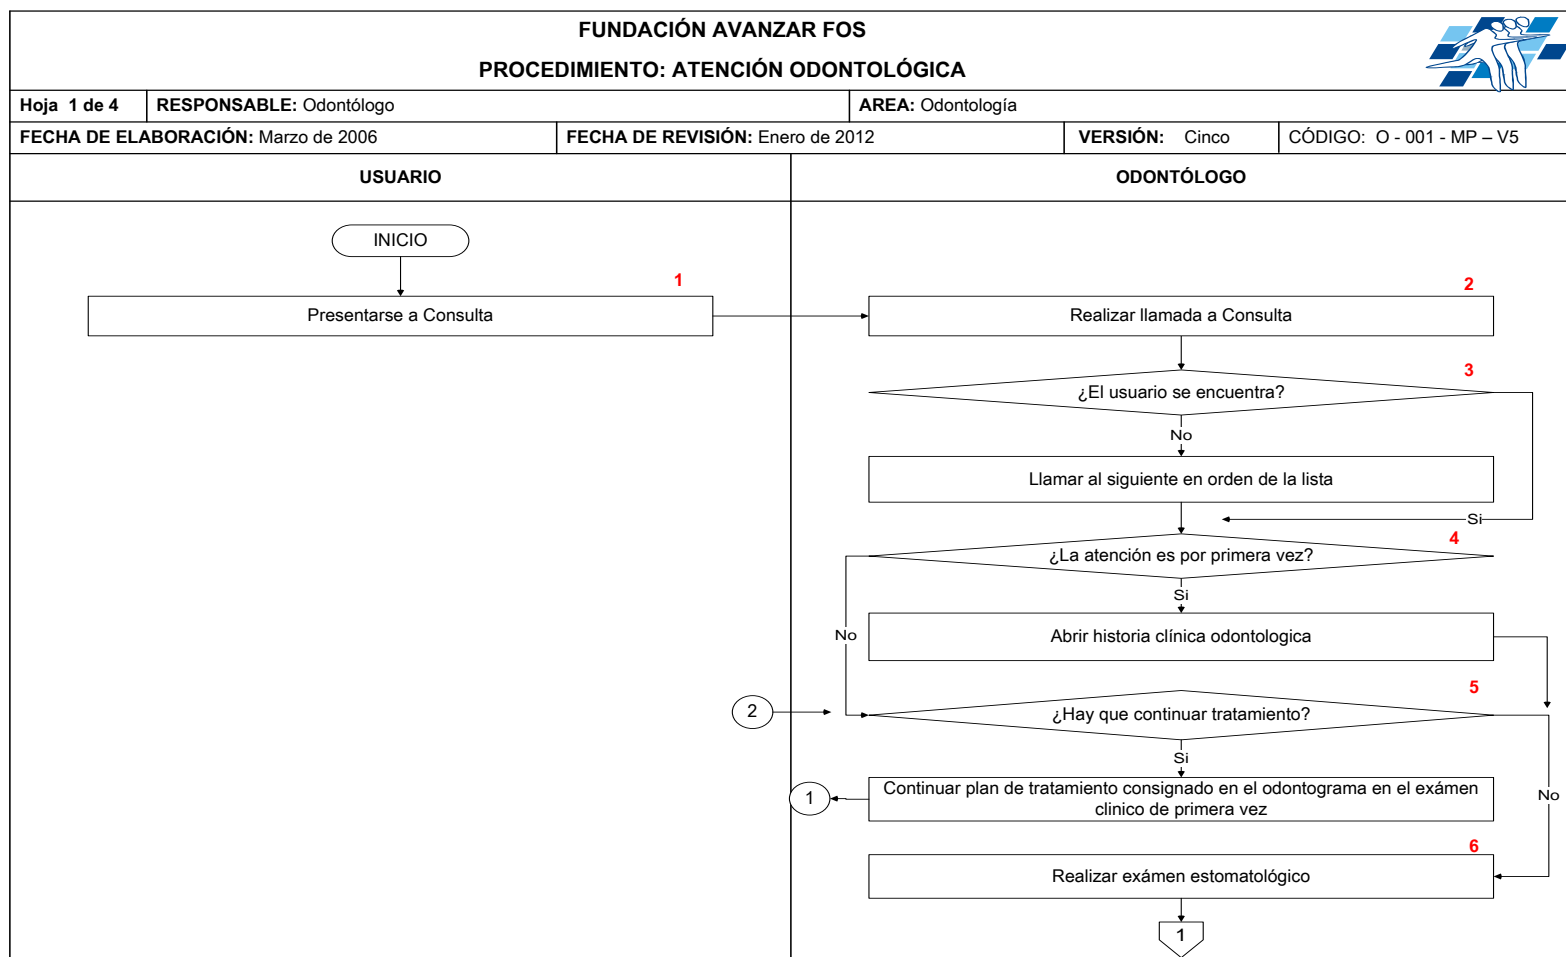 FUNDACIÓN AVANZAR FOS
PROCEDIMIENTO: ATENCIÓN ODONTOLÓGICA
Hoja 1 de 4
RESPONSABLE: Odontólogo
AREA: Odontología
FECHA DE ELABORACIÓN: Marzo de 2006
FECHA DE REVISIÓN: Enero de 2012
VERSIÓN: Cinco
CÓDIGO: O - 001 - MP – V5
USUARIO
ODONTÓLOGO
INICIO
1
Presentarse a Consulta
2
Realizar llamada a Consulta
3
¿El usuario se encuentra?
No
Llamar al siguiente en orden de la lista
Si
4
¿La atención es por primera vez?
Si
No
Abrir historia clínica odontologica
5
2
¿Hay que continuar tratamiento?
Si
1
Continuar plan de tratamiento consignado en el odontograma en el exámen
clinico de primera vez
No
6
Realizar exámen estomatológico
1